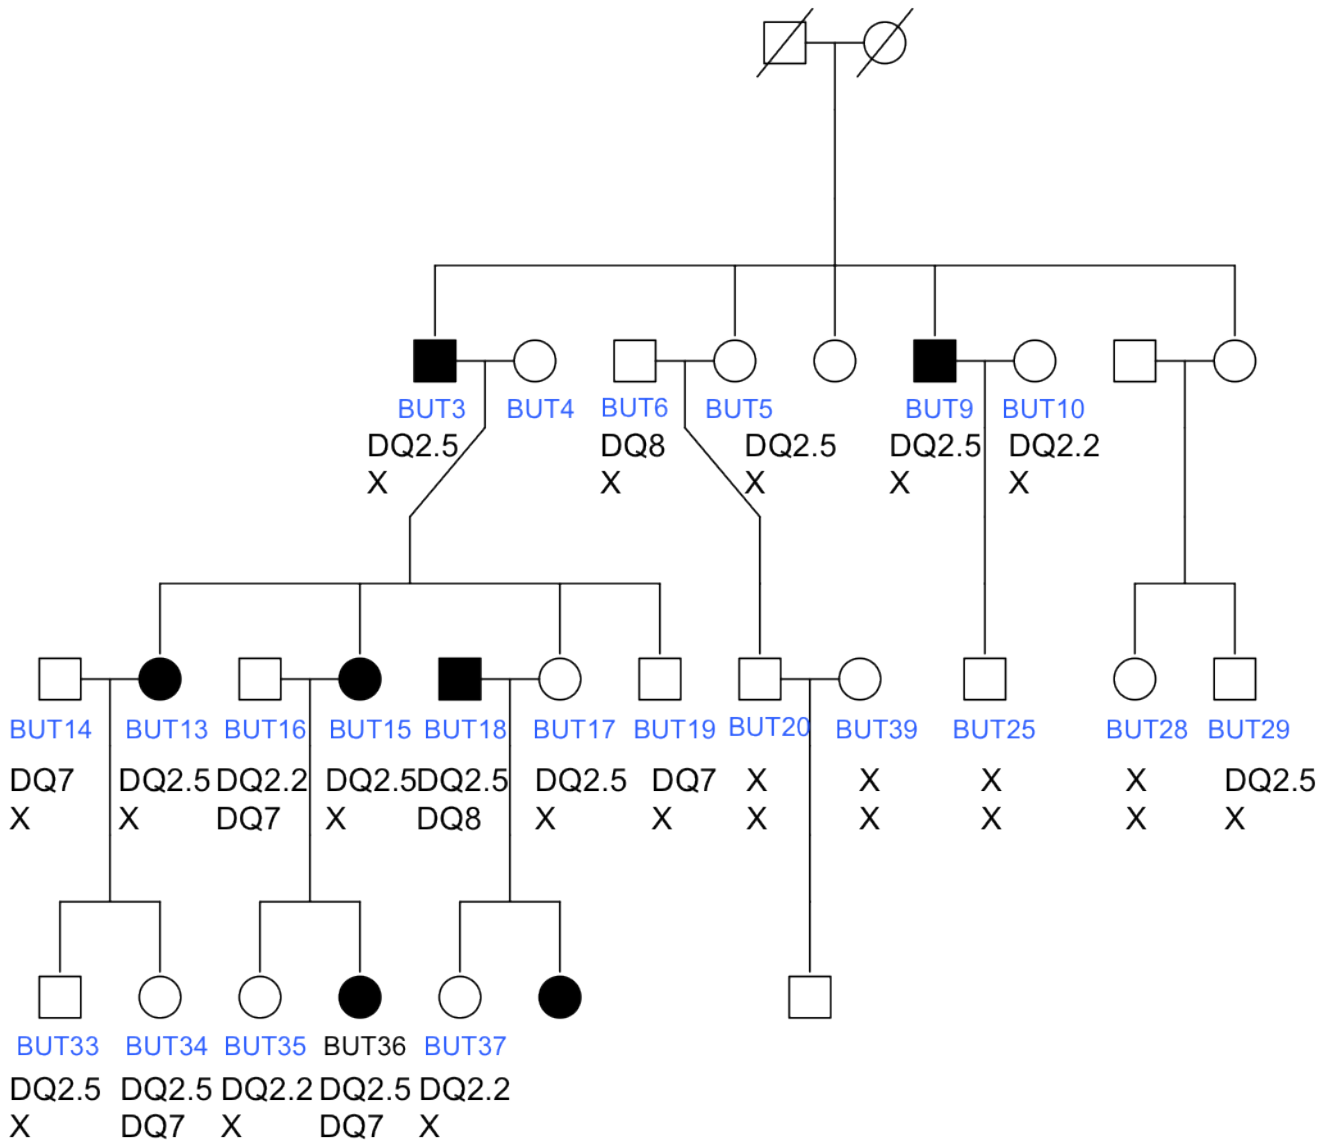 BUT3 BUT4 BUT6 BUT5 BUT9 BUT10
DQ2.5 DQ8 DQ2.5 DQ2.5 DQ2.2
X X X X X
BUT14 BUT13 BUT16 BUT15 BUT18 BUT17 BUT19 BUT20 BUT39 BUT25 BUT28 BUT29
DQ7 DQ2.5 DQ2.2 DQ2.5 DQ2.5 DQ2.5 DQ7 X X X X DQ2.5
X X DQ7 X DQ8 X X X X X X X
BUT33 BUT34 BUT35 BUT36 BUT37
DQ2.5 DQ2.5 DQ2.2 DQ2.5 DQ2.2
X DQ7 X DQ7 X